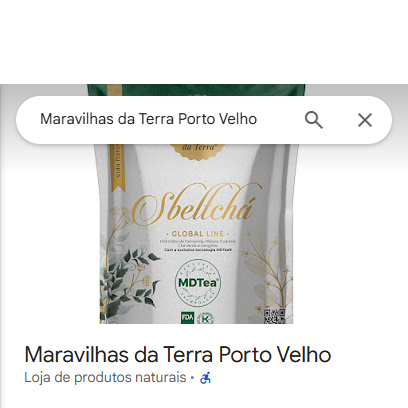 Maravilhas da Terra Porto Velho
da Terra®
Sbellchá
• GLOBAL LINE •
MDTea®
FDA
K
Maravilhas da Terra Porto Velho
Loja de produtos naturais •